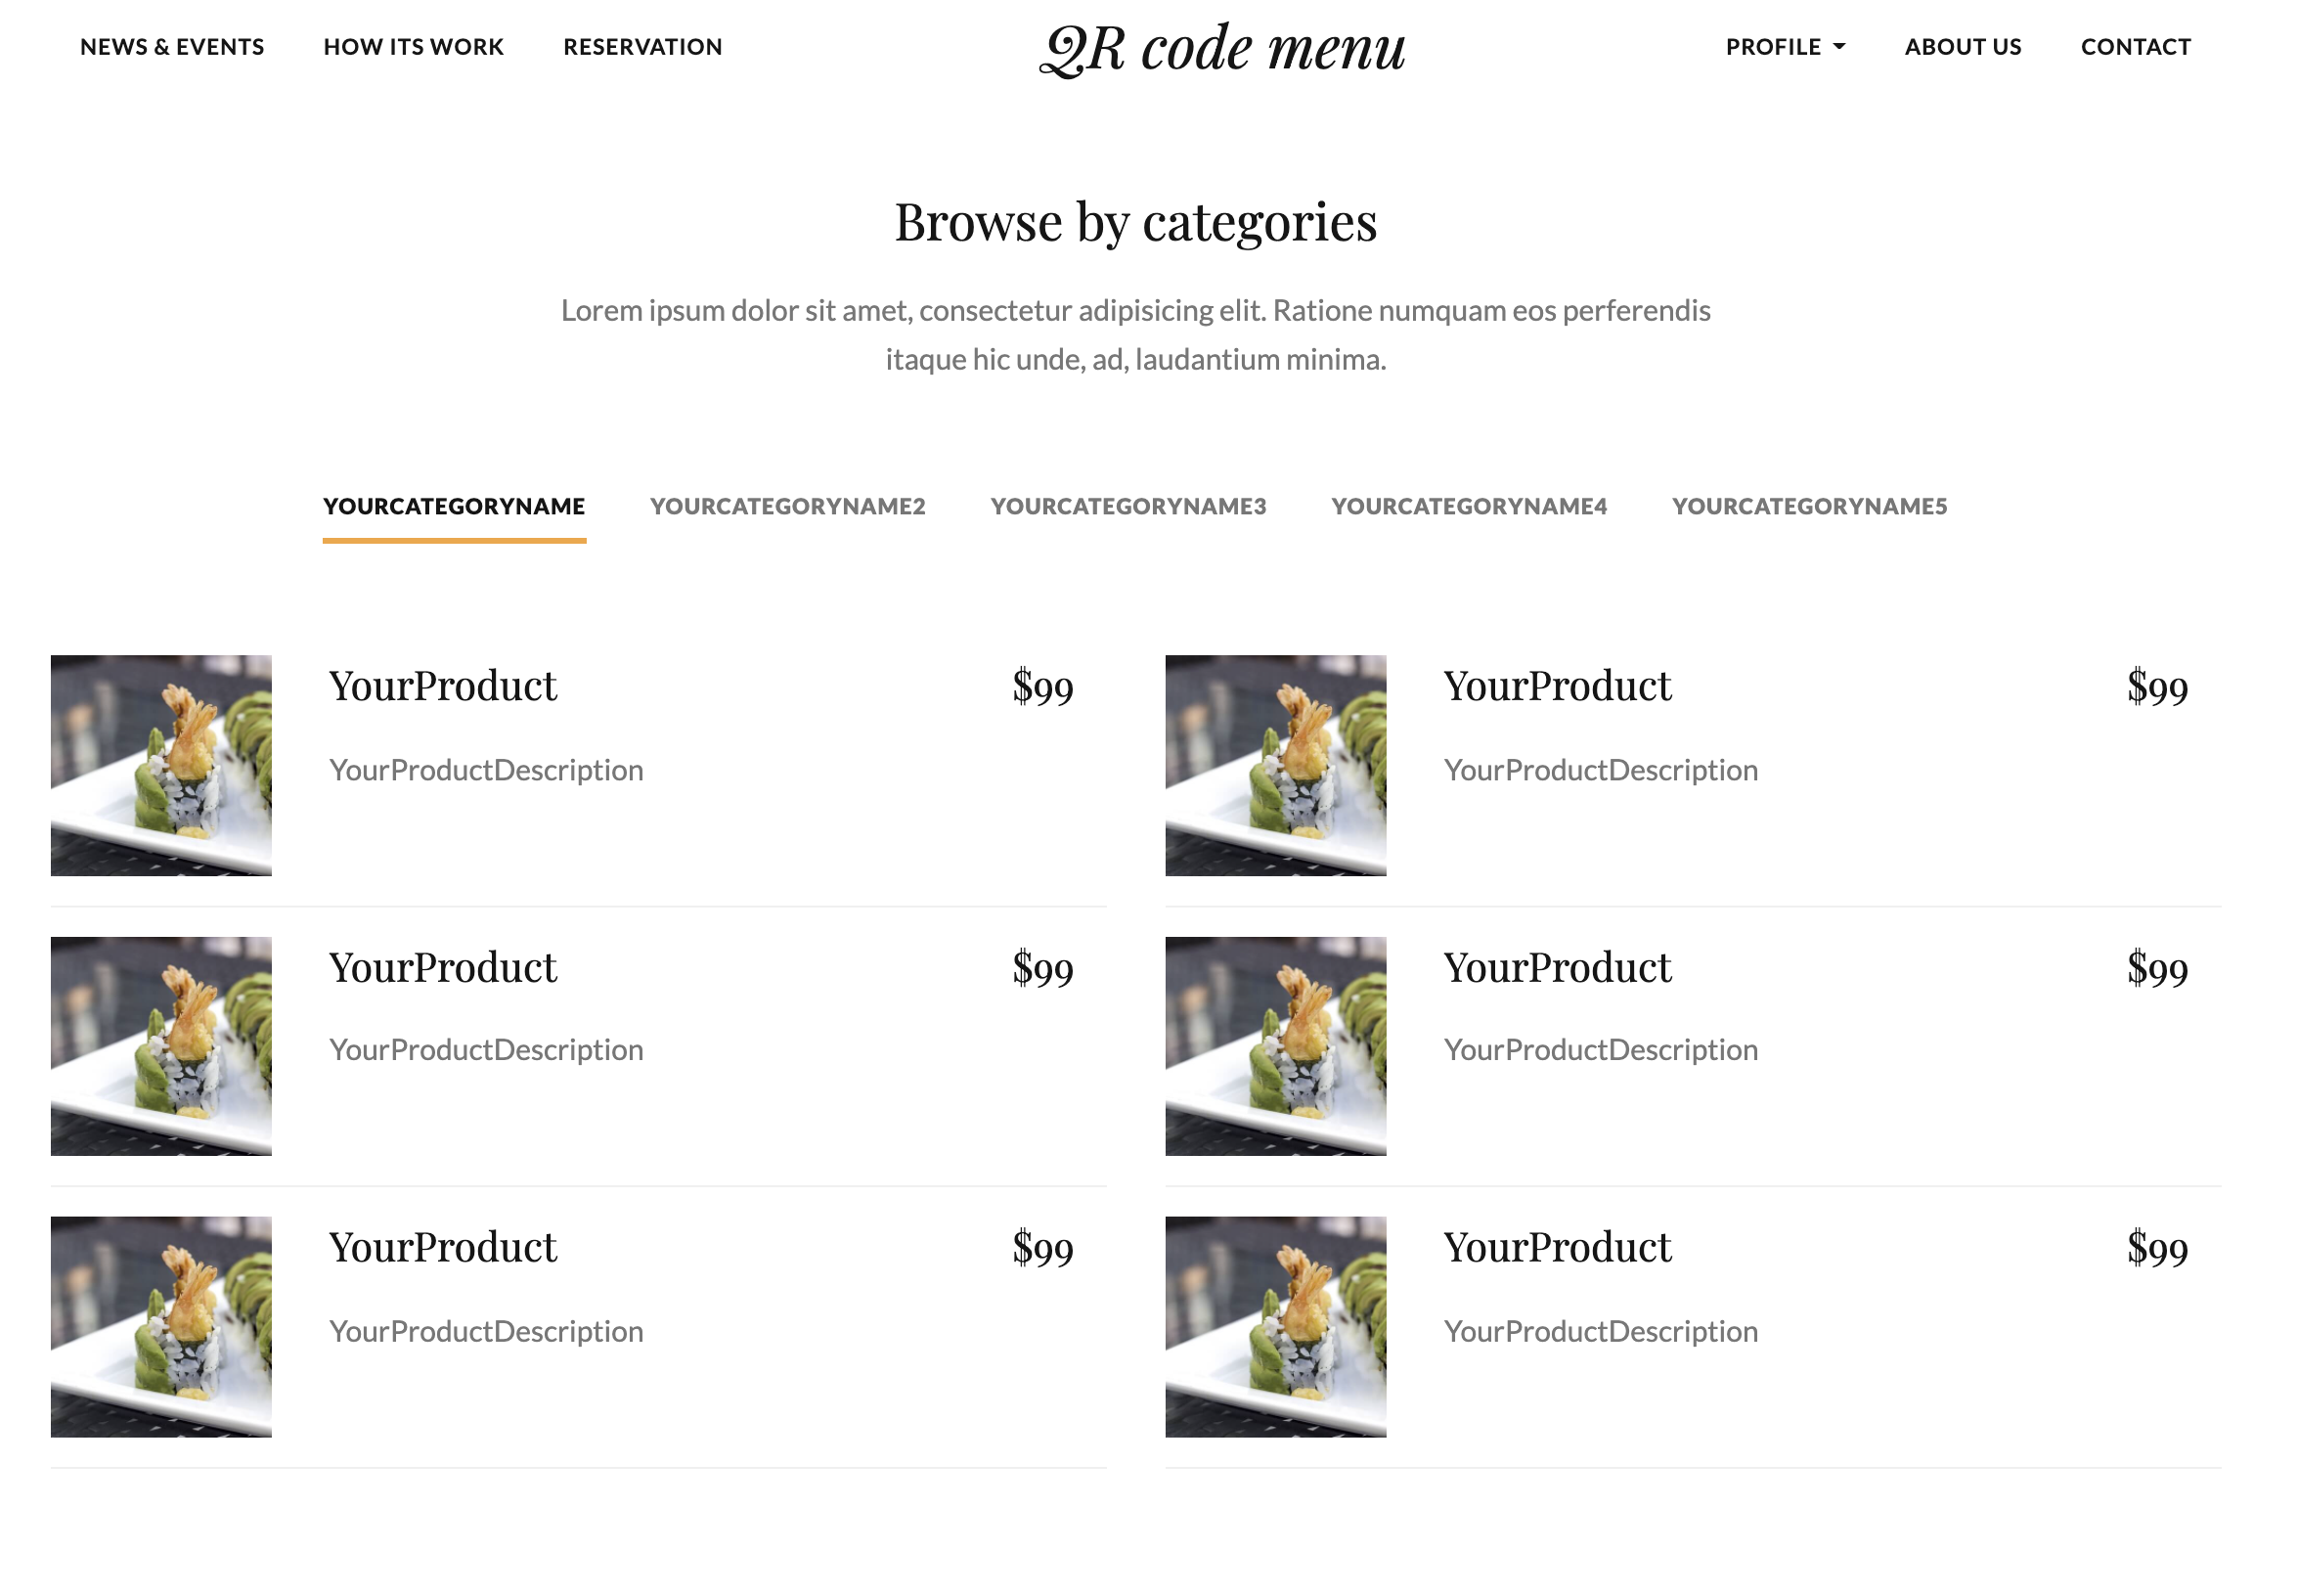 NEWS & EVENTS HOW ITS WORK RESERVATION QR code menu PROFILE ABOUT US CONTACT
Browse by categories
Lorem ipsum dolor sit amet, consectetur adipisicing elit. Ratione numquam eos perferendis
itaque hic unde, ad, laudantium minima.
YOURCATEGORYNAME YOURCATEGORYNAME2 YOURCATEGORYNAME3 YOURCATEGORYNAME4 YOURCATEGORYNAME5
YourProduct $99 YourProduct $99
YourProductDescription YourProductDescription
YourProduct $99 YourProduct $99
YourProductDescription YourProductDescription
YourProduct $99 YourProduct $99
YourProductDescription YourProductDescription